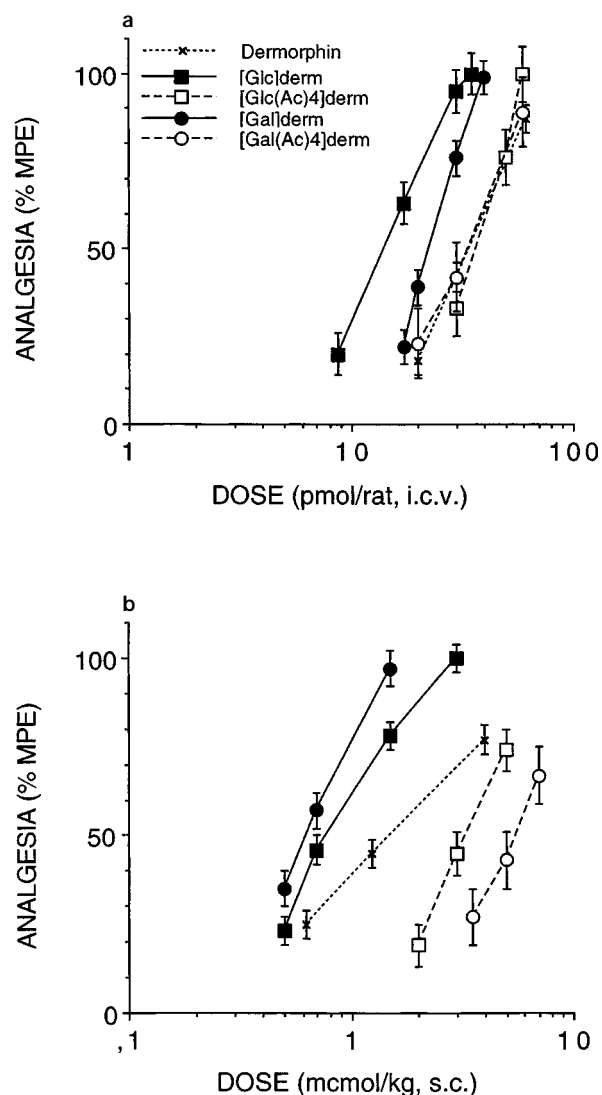 a
Dermorphin
[Glc]derm
[Glc(Ac)4]derm
[Gal]derm
[Gal(Ac)4]derm
100
50
0
ANALGESIA (% MPE)
1
10
100
DOSE (pmol/rat, i.c.v.)
b
100
50
0
ANALGESIA (% MPE)
,1
1
10
DOSE (mcmol/kg, s.c.)